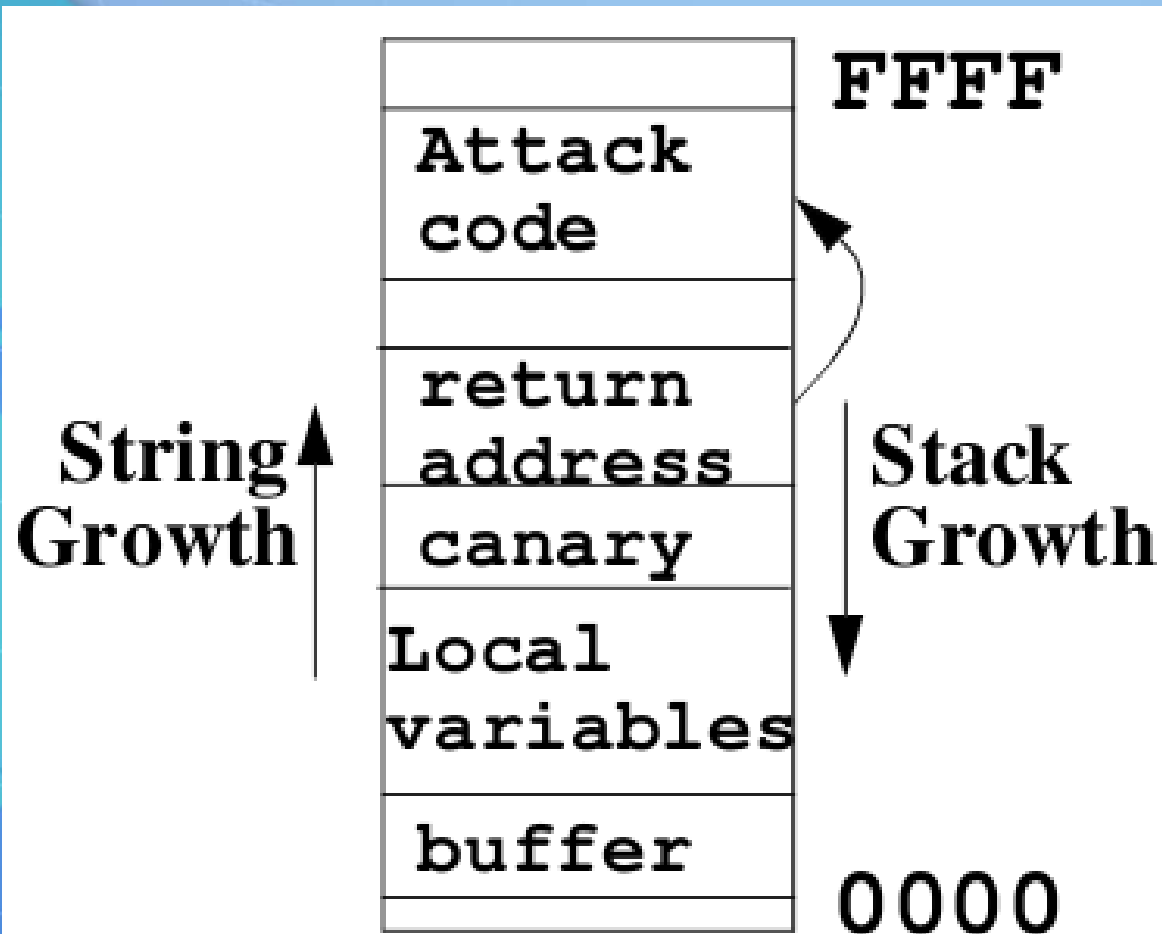 FFFF
Attack
code
return
address
canary
Local
variables
buffer
0000
String
Growth
Stack
Growth